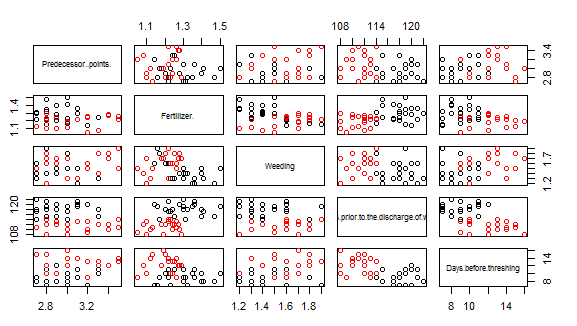 1.1 1.3 1.5 108 114 120
Predecessor..points. 2.8 3.4
1.1 1.4 Fertilizer.
Weeding 1.2 1.7
108 120 .prior.to.the.discharge.of.w
Days.before.threshing 8 14
2.8 3.2 1.2 1.4 1.6 1.8 8 10 14